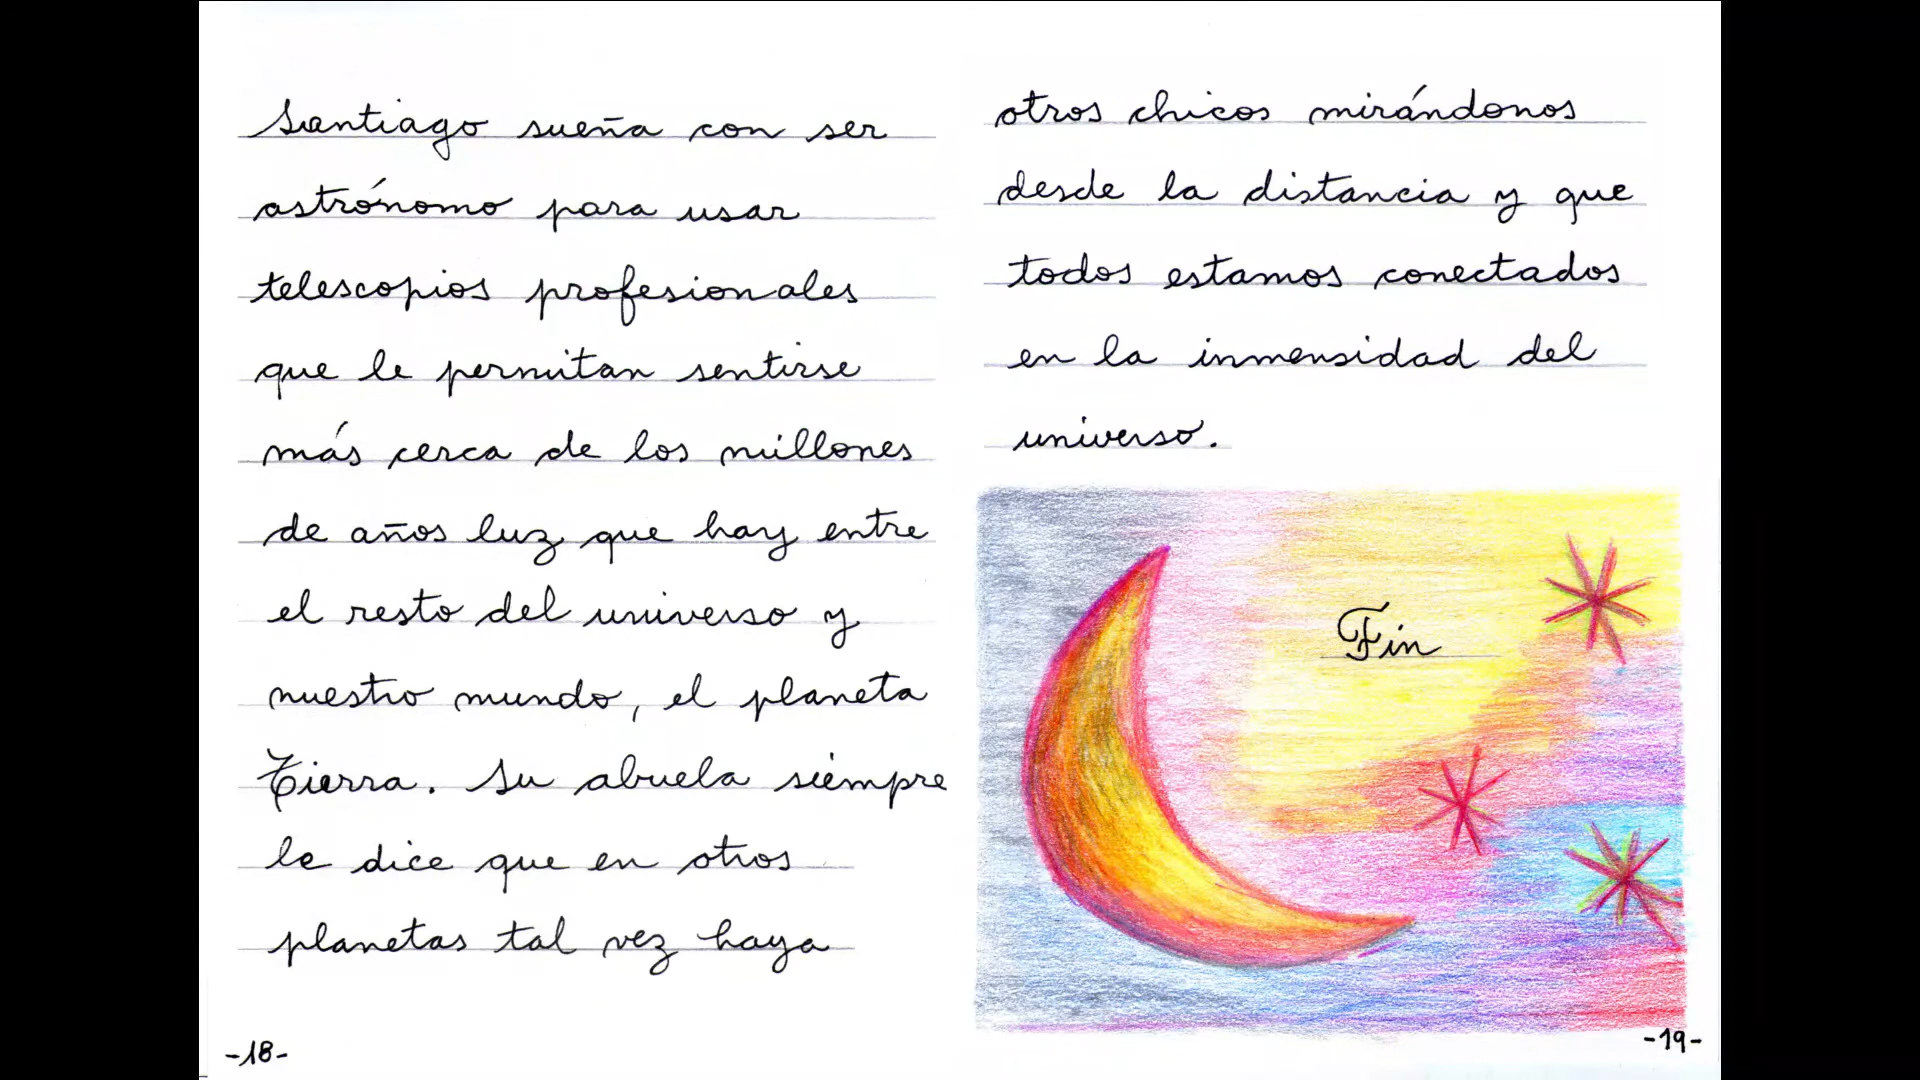 Santiago sueña con ser
astrónomo para usar
telescopios profesionales
que le permitan sentirse
más cerca de los millones
de años luz que hay entre
el resto del universo y
nuestro mundo, el planeta
Tierra. Su abuela siempre
le dice que en otros
planetas tal vez haya
-18-
otros chicos mirándonos
desde la distancia y que
todos estamos conectados
en la inmensidad del
universo.
Fin
-19-